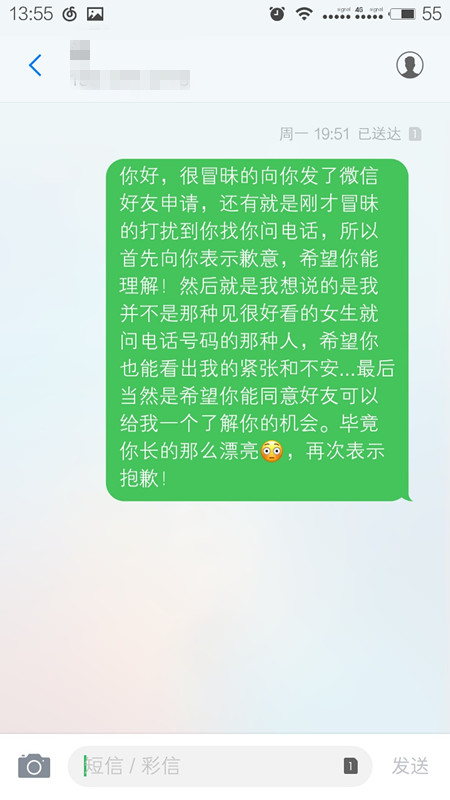 13:55
55
周一 19:51 已送达 1
你好，很冒昧的向你发了微信
好友申请，还有就是刚才冒昧
的打扰到你找你问电话，所以
首先向你表示歉意，希望你能
理解！然后就是我想说的是我
并不是那种见很好看的女生就
问电话号码的那种人，希望你
也能看出我的紧张和不安...最后
当然是希望你能同意好友可以
给我一个了解你的机会。毕竟
你长的那么漂亮😳，再次表示
抱歉！
短信 / 彩信
1
发送